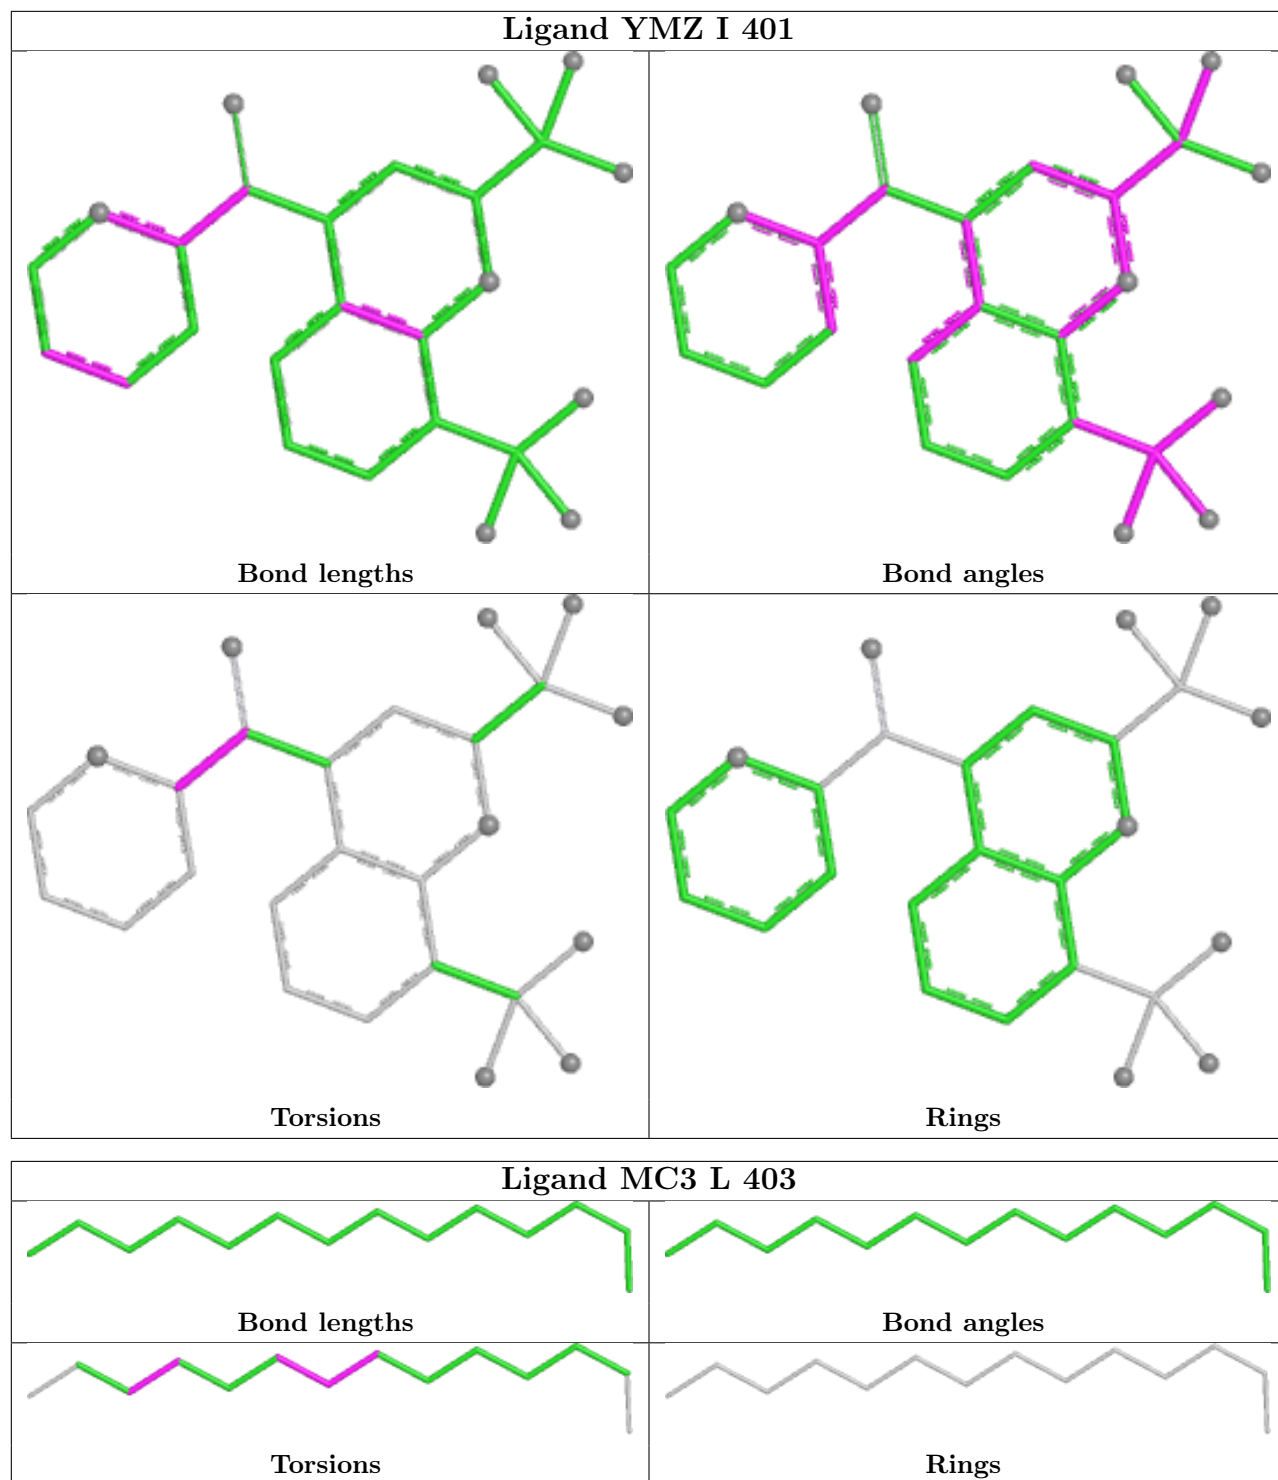 Ligand YMZ I 401
Bond lengths
Bond angles
Torsions
Rings
Ligand MC3 L 403
Bond lengths
Bond angles
Torsions
Rings